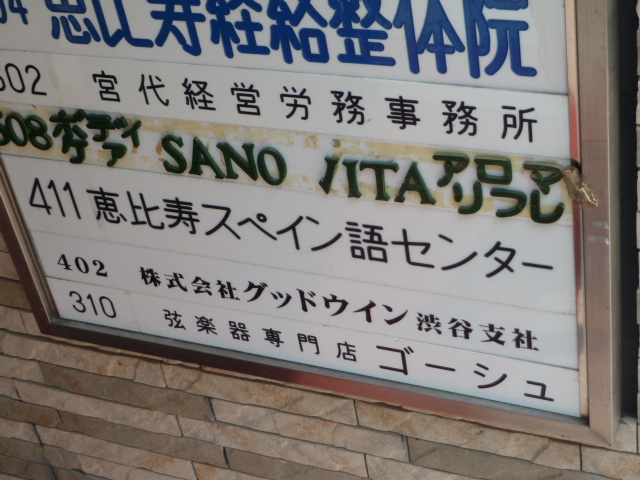 恵比寿経絡整体院
602 宮代経営労務事務所
508 ボディケア SANO VITA アロマリフレ
411 恵比寿スペイン語センター
402 株式会社グッドウイン渋谷支社
310 弦楽器専門店 ゴーシュ